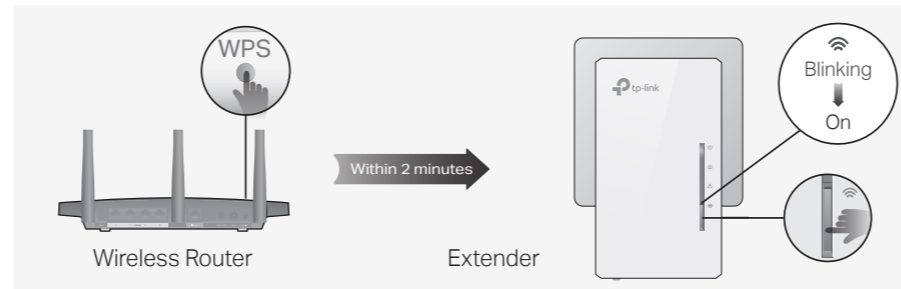 WPS
Wireless Router
Within 2 minutes
Extender
tp-link
Blinking
On